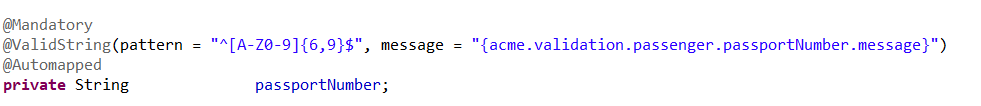 @Mandatory
@ValidString(pattern = "^[A-Z0-9]{6,9}$", message = "{acme.validation.passenger.passportNumber.message}")
@Automapped
private String passportNumber;